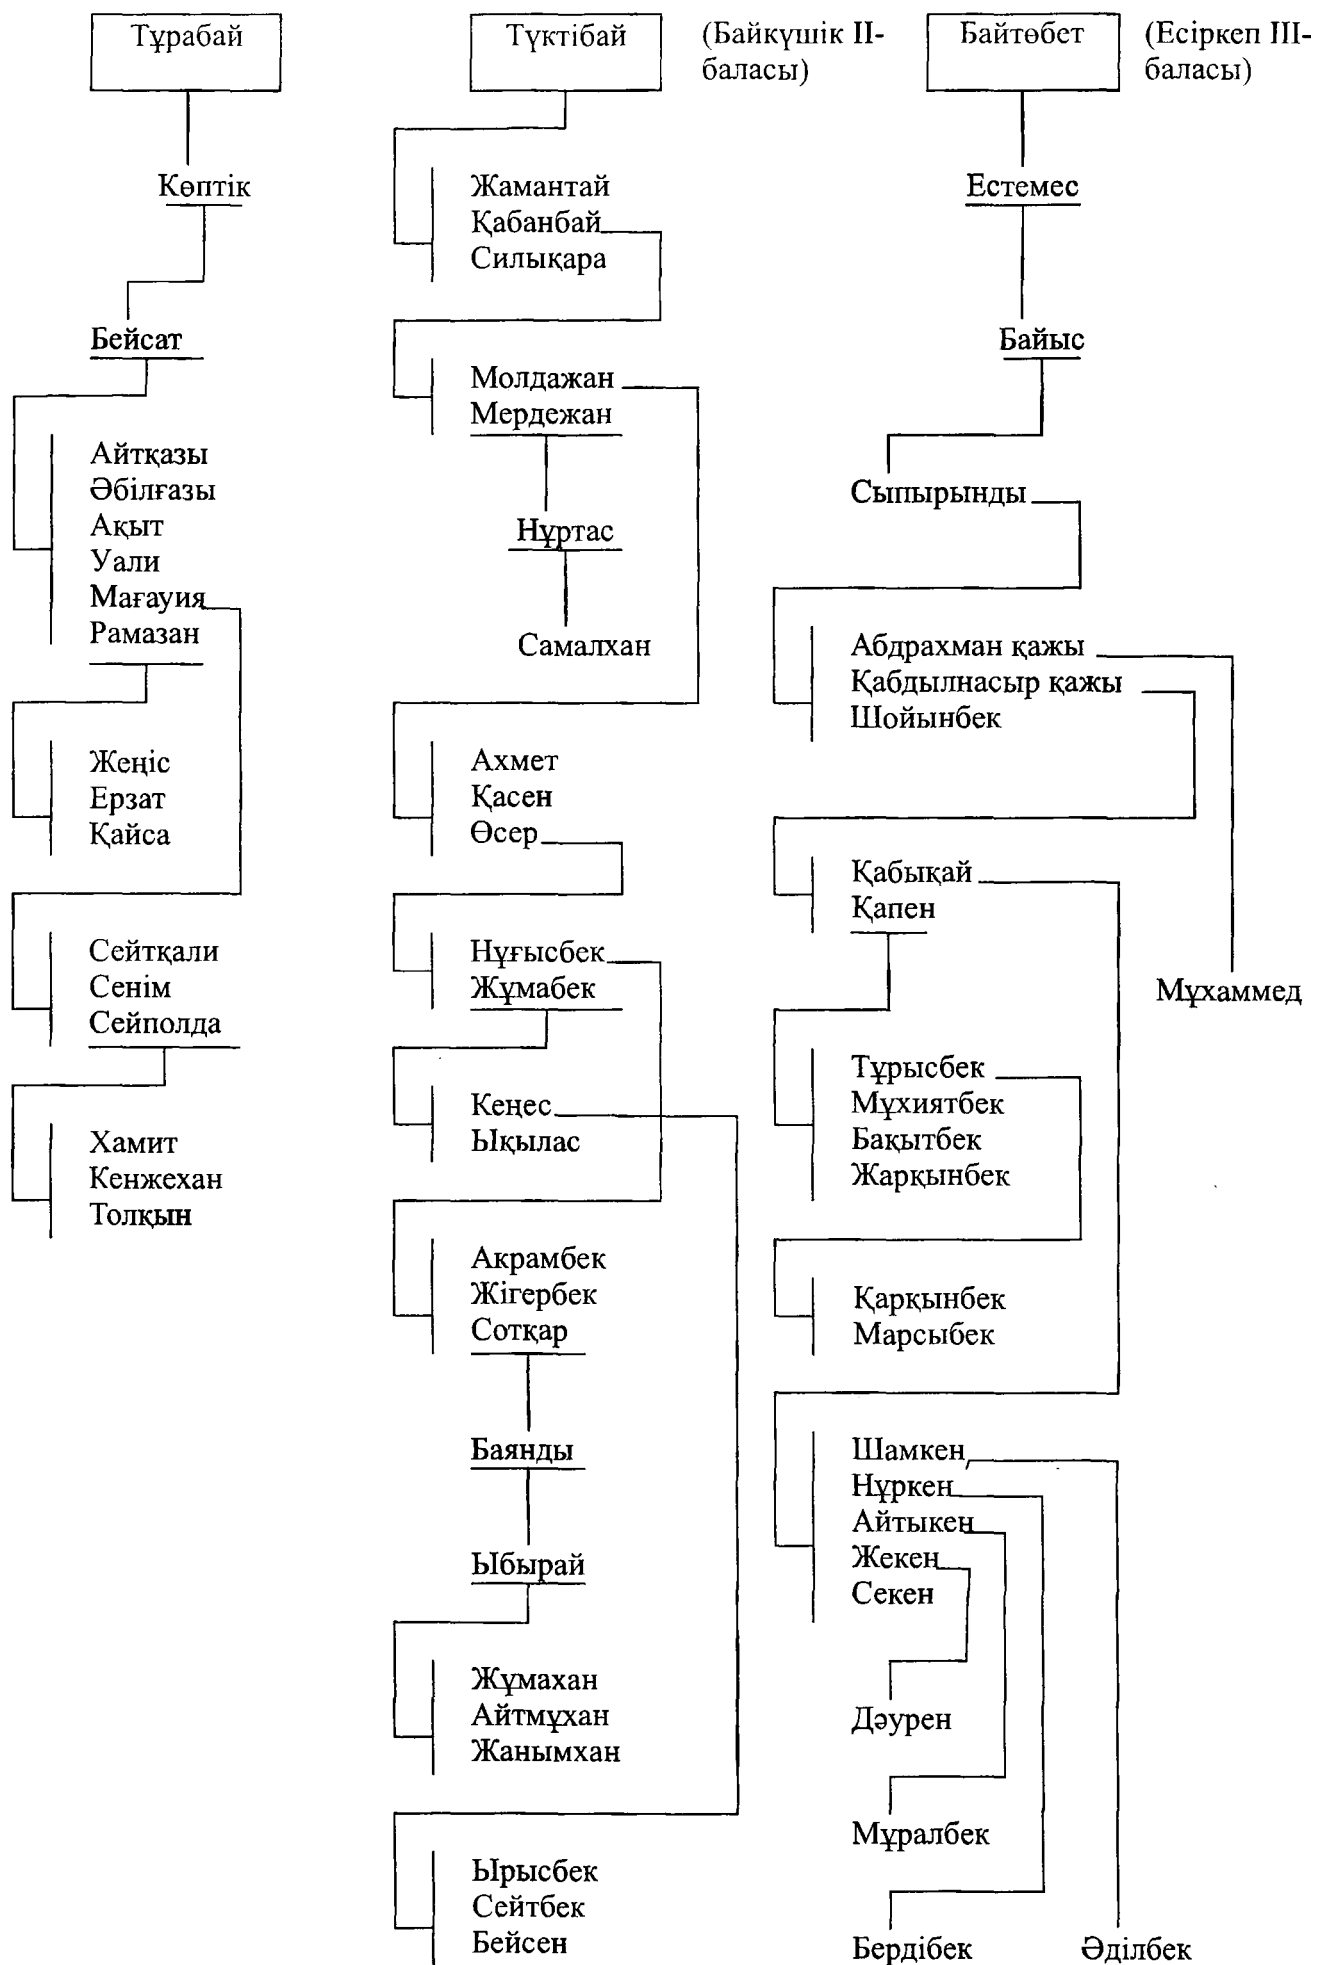 Тұрабай
Көптік
Бейсат
Айтқазы
Әбілғазы
Ақыт
Уали
Мағауия
Рамазан
Жеңіс
Ерзат
Қайса
Сейтқали
Сенім
Сейполда
Хамит
Кенжехан
Толқын
Түктібай
(Байкүшік ІІ-
баласы)
Жамантай
Қабанбай
Силықара
Молдажан
Мердежан
Нұртас
Самалхан
Ахмет
Қасен
Өсер
Нұғысбек
Жұмабек
Кеңес
Ықылас
Акрамбек
Жігербек
Сотқар
Баянды
Ыбырай
Жұмахан
Айтмұхан
Жанымхан
Ырысбек
Сейтбек
Бейсен
Байтөбет
(Есіркеп ІІІ-
баласы)
Естемес
Байыс
Сыпырынды
Абдрахман қажы
Қабдылнасыр қажы
Шойынбек
Қабықай
Қапен
Мұхаммед
Тұрысбек
Мұхиятбек
Бақытбек
Жарқынбек
Қарқынбек
Марсыбек
Шамкен
Нұркен
Айтыкен
Жекен
Секен
Дәурен
Мұралбек
Бердібек
Әділбек